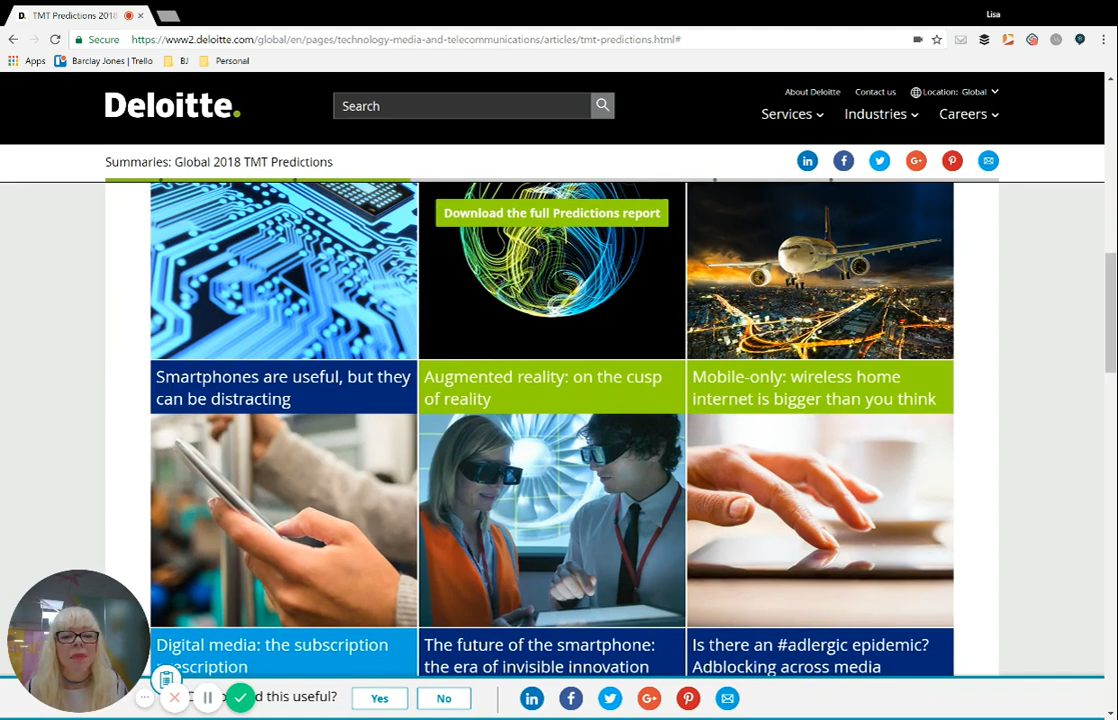 TMT Predictions 2018
Lisa
Secure
https://www2.deloitte.com/global/en/pages/technology-media-and-telecommunications/articles/tmt-predictions.html#
Apps
Barclay Jones | Trello
BJ
Personal
Deloitte.
Search
About Deloitte
Contact us
Location: Global
Services
Industries
Careers
Summaries: Global 2018 TMT Predictions
Download the full Predictions report
Smartphones are useful, but they
can be distracting
Augmented reality: on the cusp
of reality
Mobile-only: wireless home
internet is bigger than you think
Digital media: the subscription
The future of the smartphone:
the era of invisible innovation
Is there an #adlergic epidemic?
Adblocking across media
this useful?
Yes
No